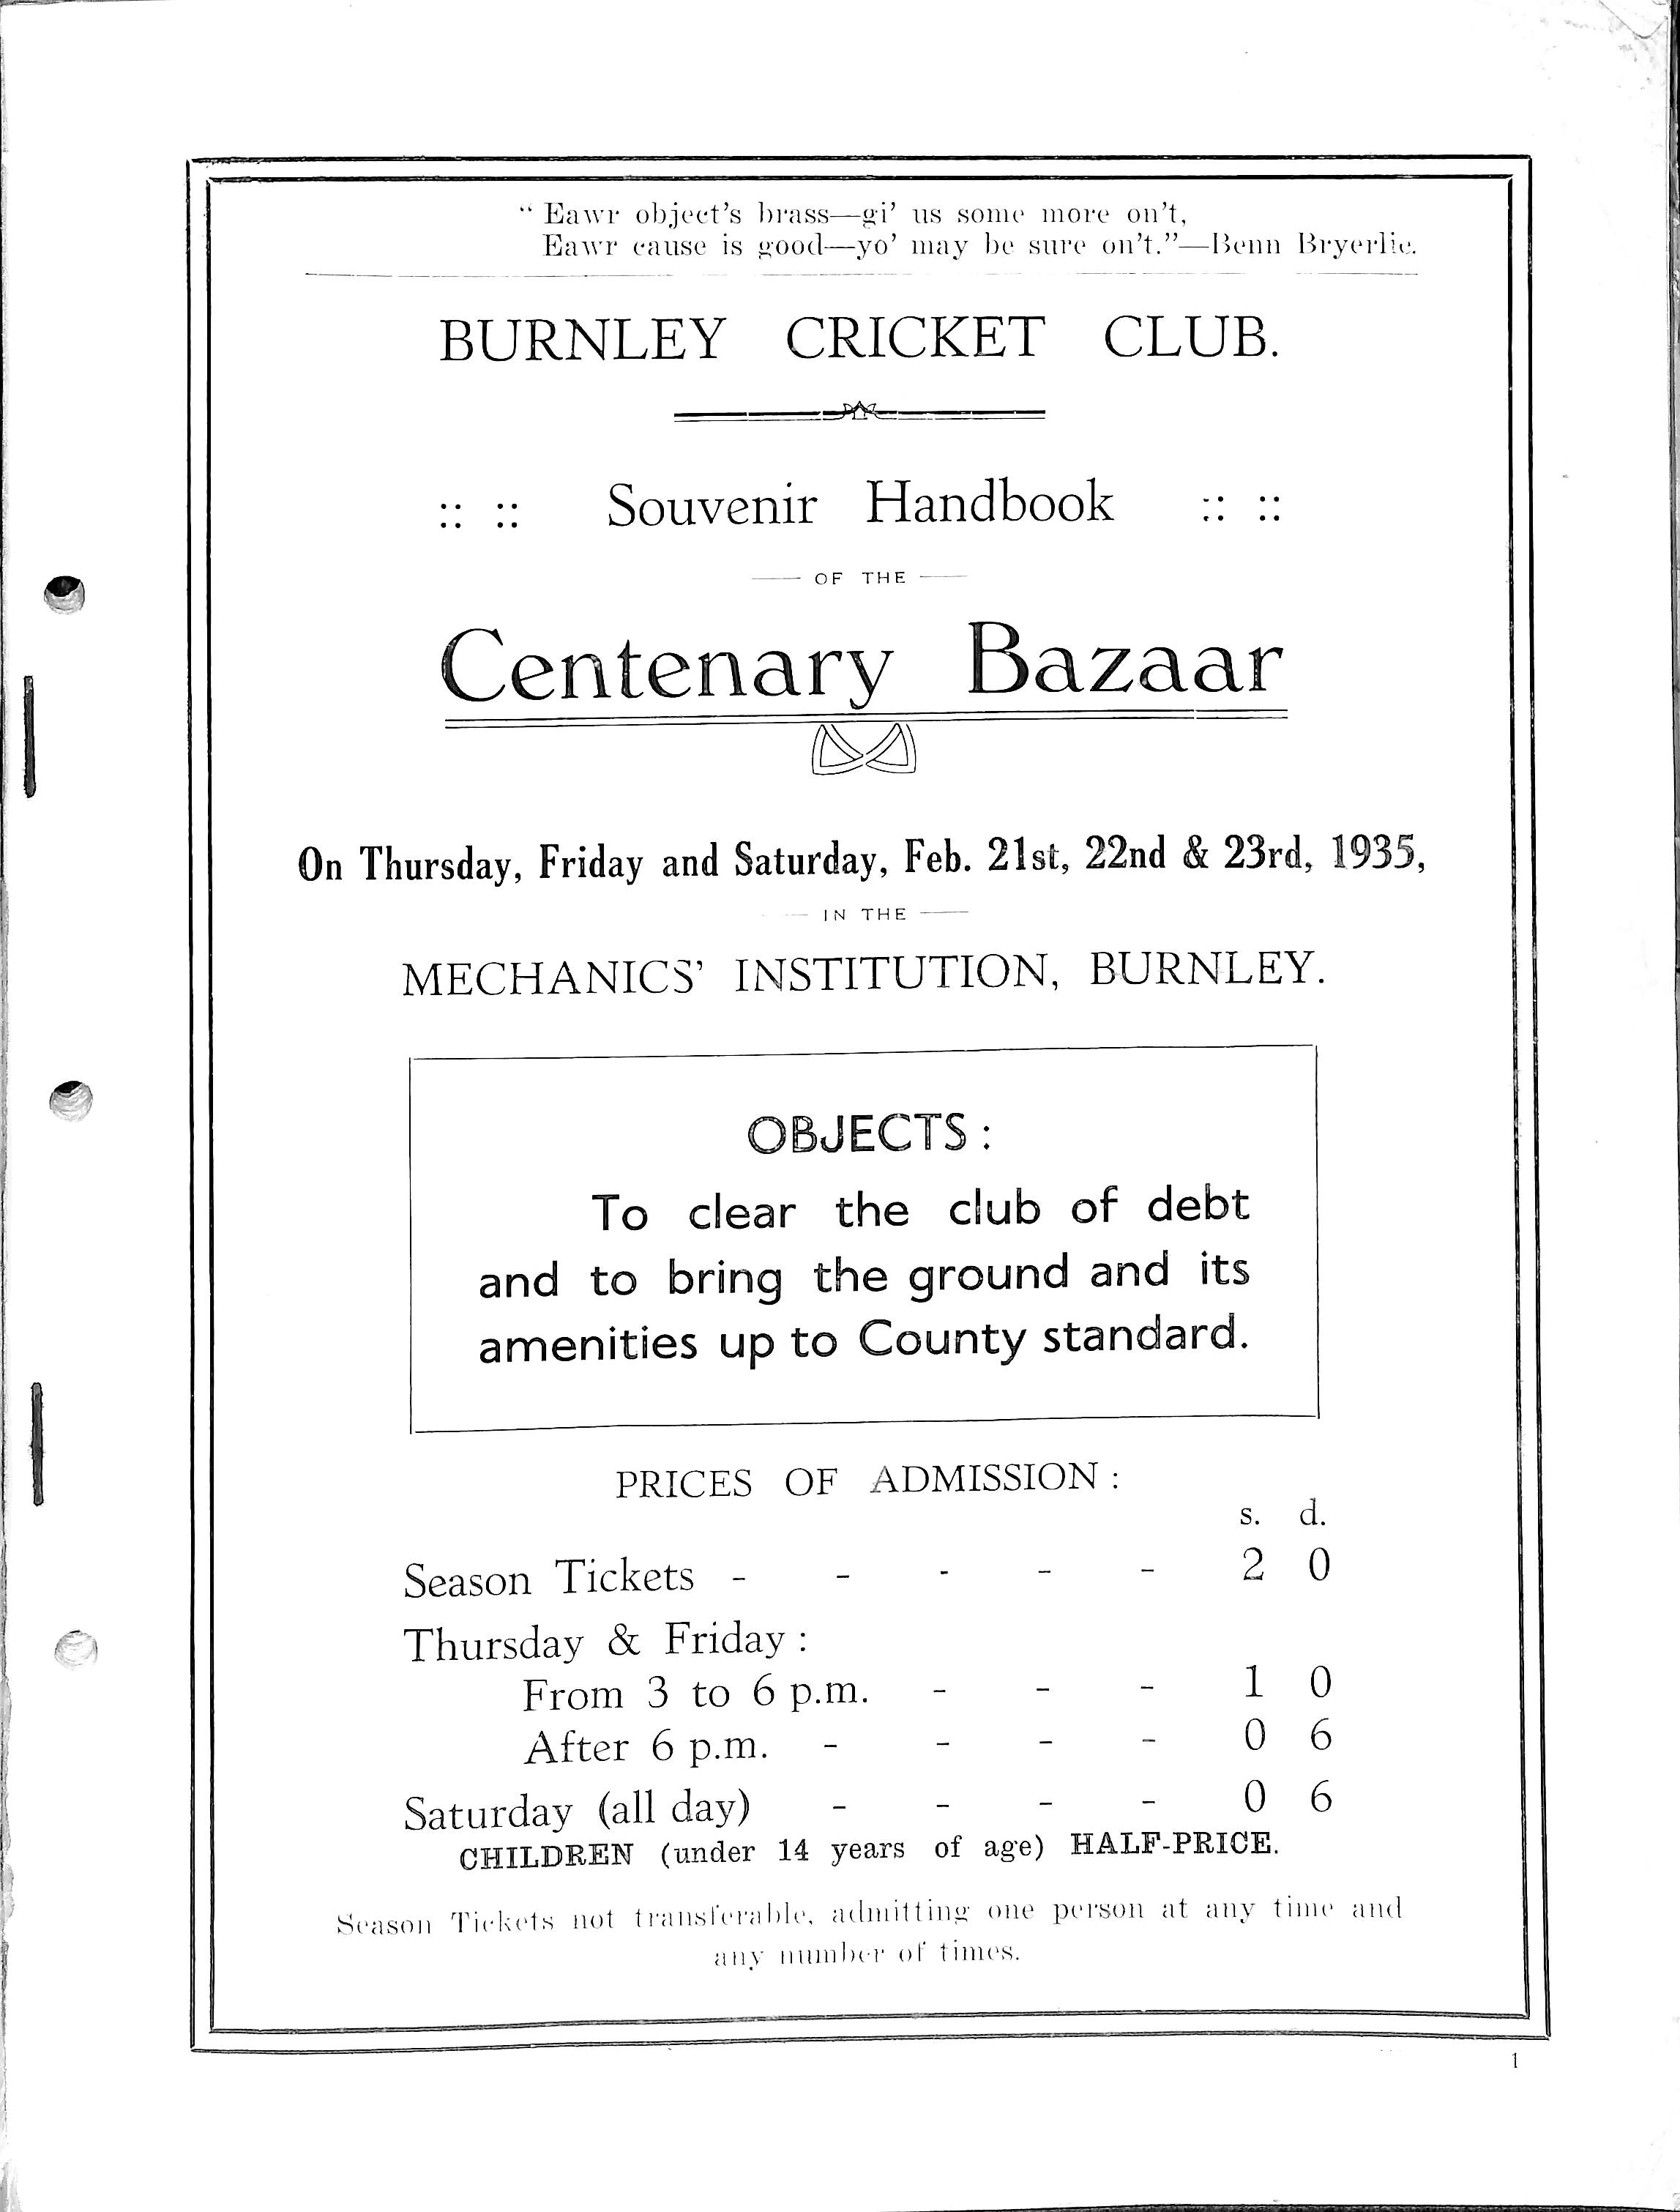 “ Eawr object's brass—gi' us some more on't,
Eawr cause is good—yo' may be sure on't.”—Benn Bryerlie.
BURNLEY CRICKET CLUB.
:: :: Souvenir Handbook :: ::
— OF THE —
Centenary Bazaar
On Thursday, Friday and Saturday, Feb. 21st, 22nd & 23rd, 1935,
— IN THE —
MECHANICS' INSTITUTION, BURNLEY.
OBJECTS :
To clear the club of debt
and to bring the ground and its
amenities up to County standard.
PRICES OF ADMISSION :
s. d.
Season Tickets - - - - - 2 0
Thursday & Friday :
From 3 to 6 p.m. - - - 1 0
After 6 p.m. - - - - 0 6
Saturday (all day) - - - - 0 6
CHILDREN (under 14 years of age) HALF-PRICE.
Season Tickets not transferable, admitting one person at any time and
any number of times.
1